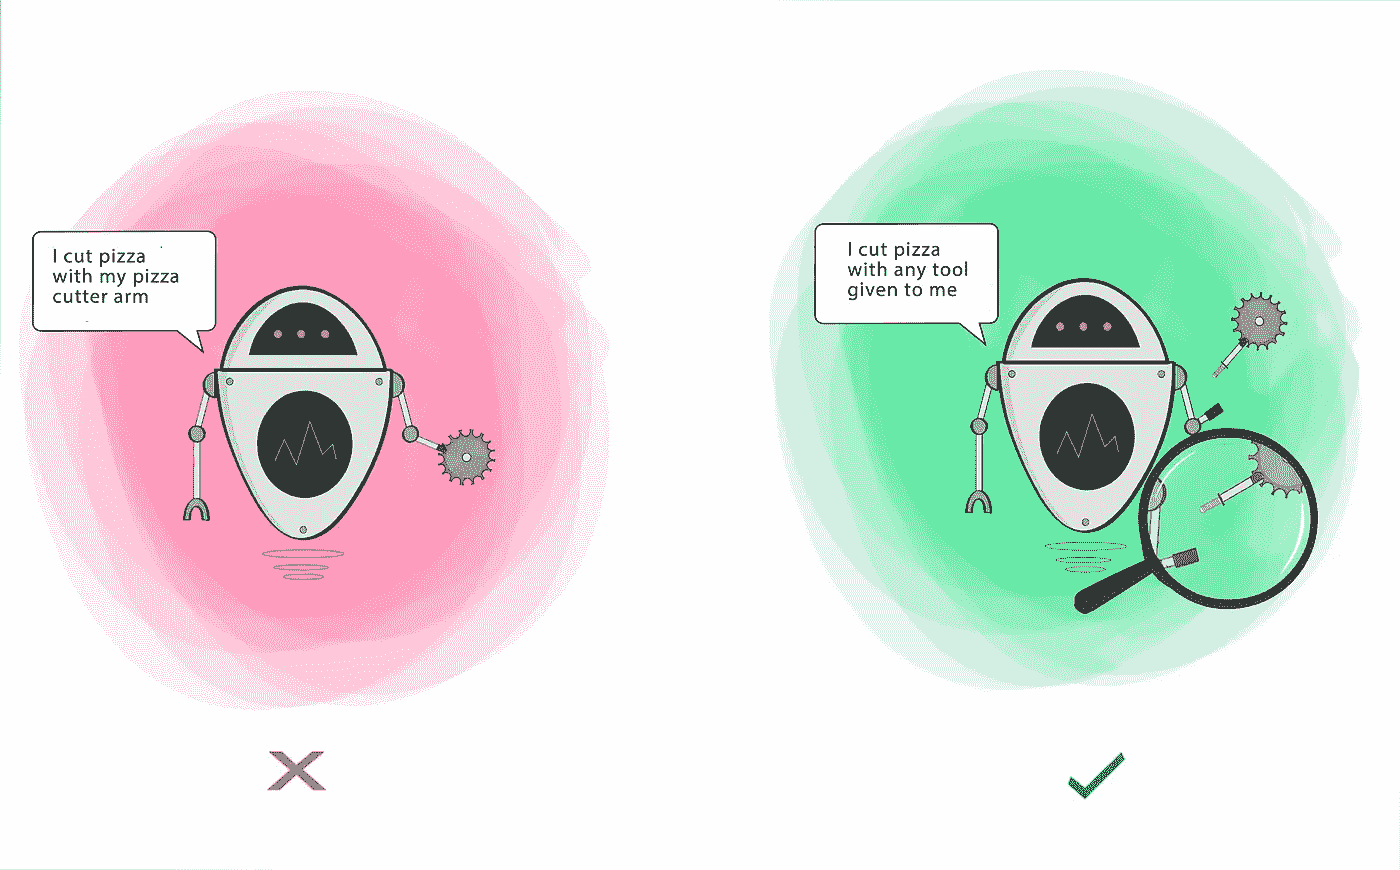 I cut pizza
with my pizza
cutter arm
I cut pizza
with any tool
given to me